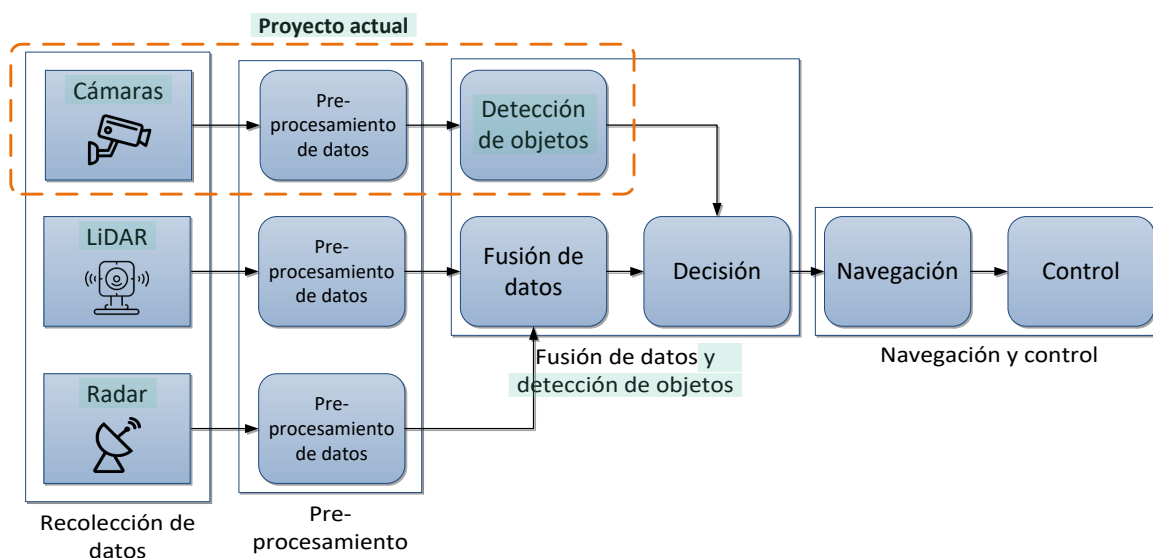 Proyecto actual
Cámaras
Pre-
procesamiento
de datos
Detección
de objetos
LiDAR
Pre-
procesamiento
de datos
Fusión de
datos
Decisión
Navegación
Control
Fusión de datos y
detección de objetos
Navegación y control
Radar
Pre-
procesamiento
de datos
Recolección de
datos
Pre-
procesamiento